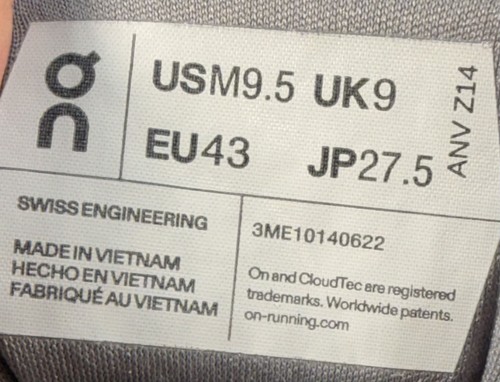 USM9.5 UK9
EU43 JP27.5
ANV Z14
SWISS ENGINEERING
MADE IN VIETNAM
HECHO EN VIETNAM
FABRIQUÉ AU VIETNAM
3ME10140622
On and CloudTec are registered
trademarks. Worldwide patents.
on-running.com